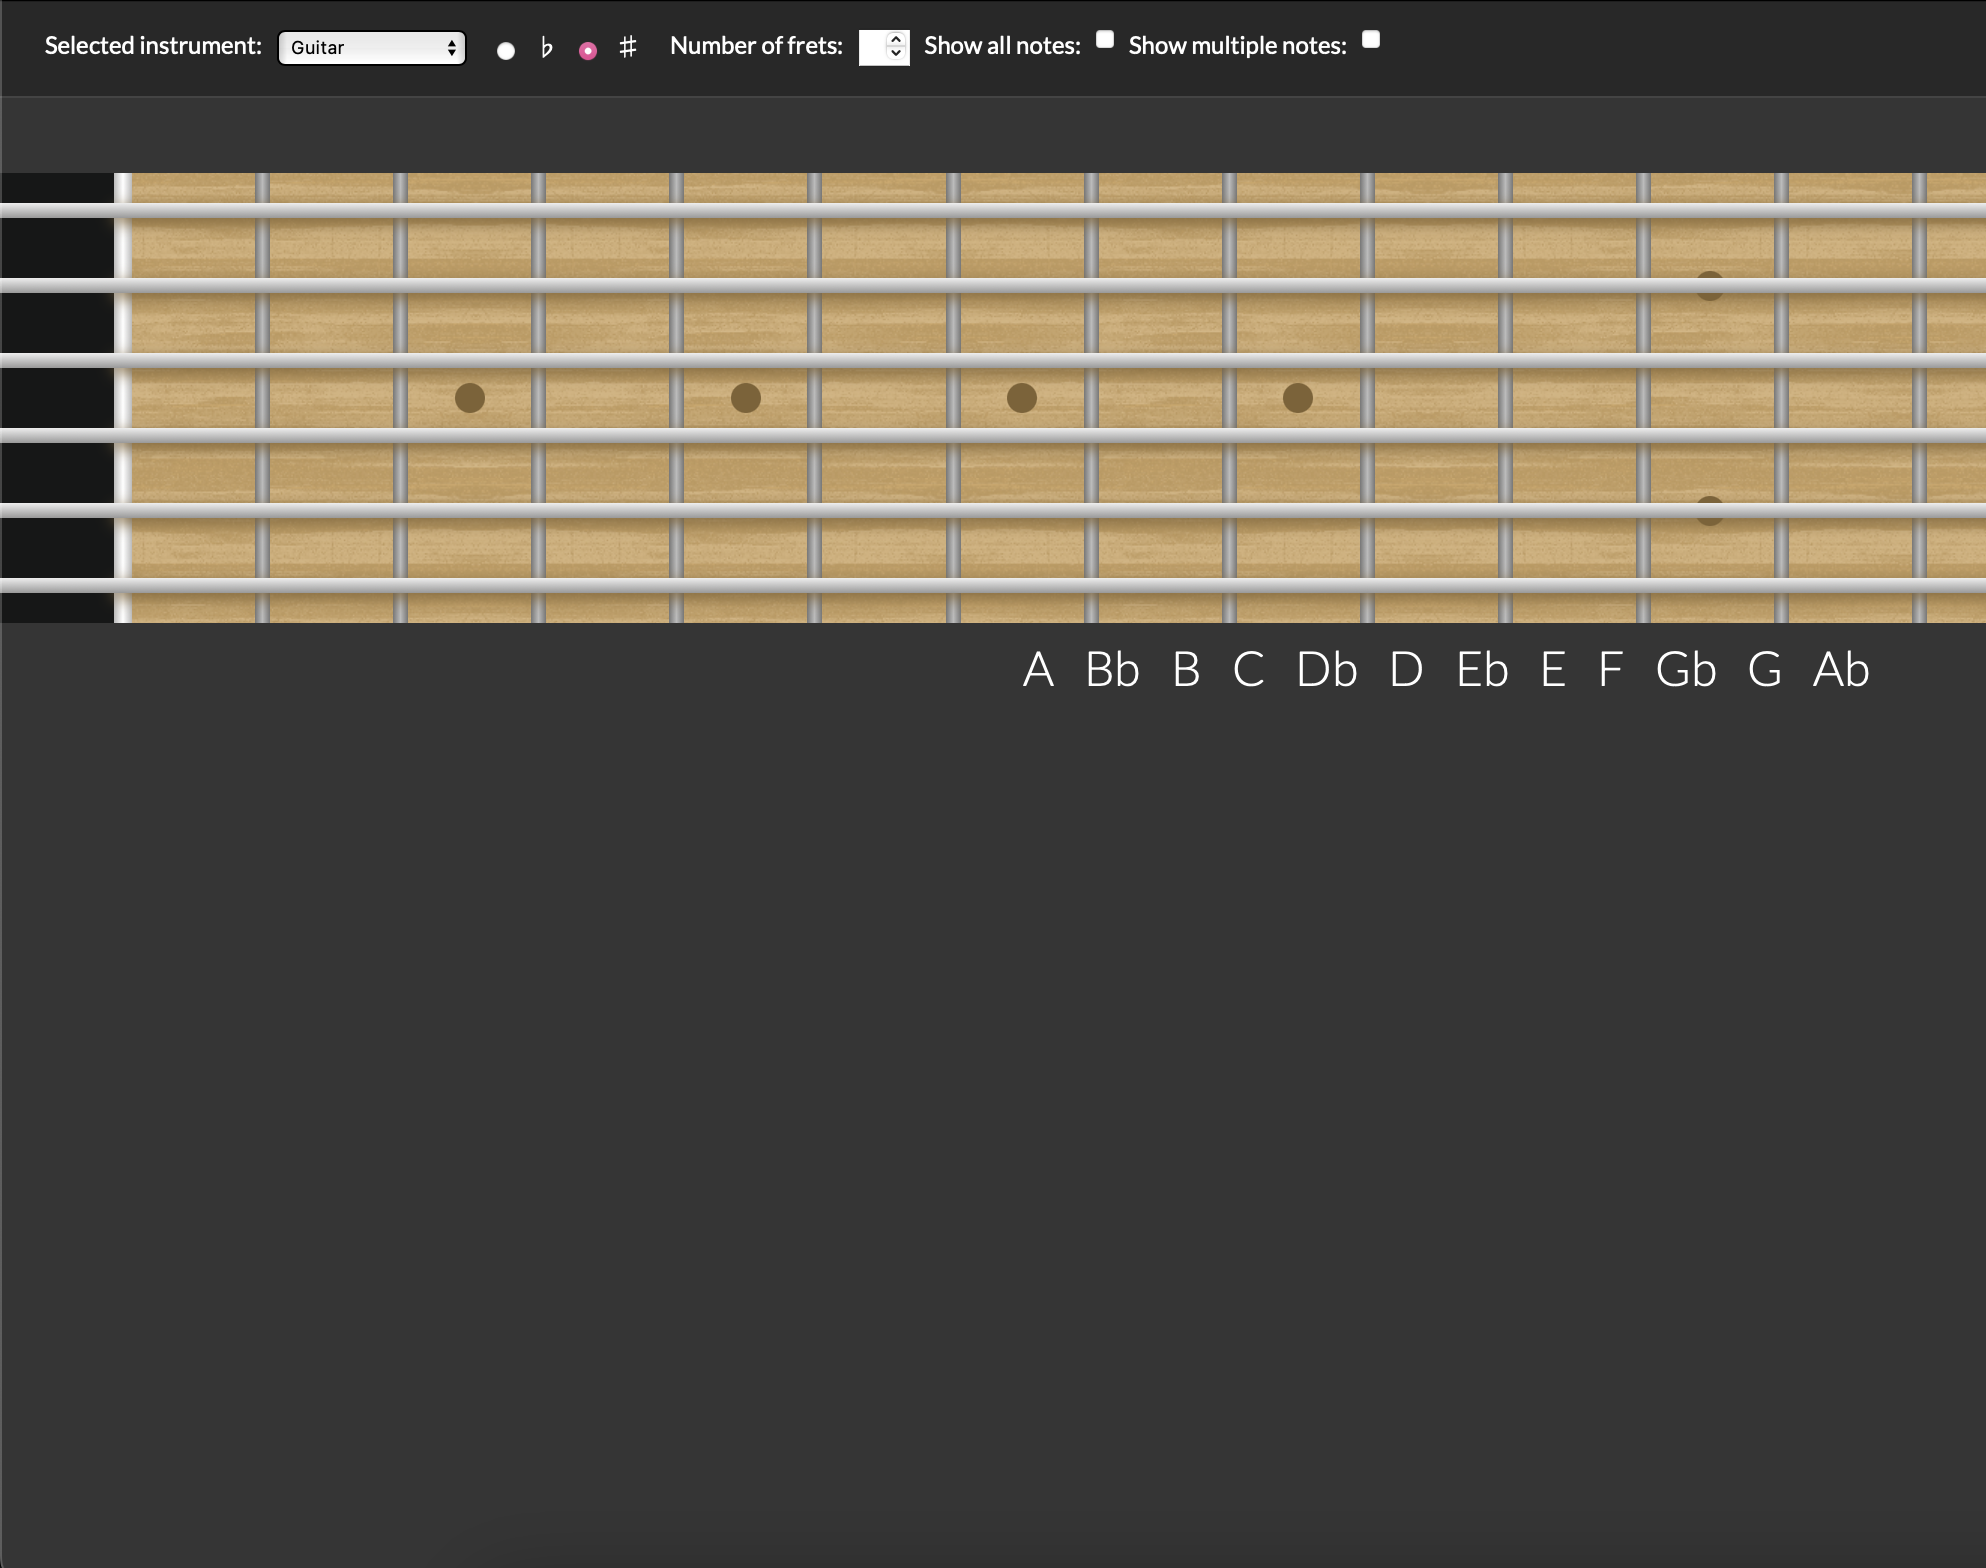 Selected instrument: Guitar ♭ ♯ Number of frets: Show all notes: Show multiple notes:
A Bb B C Db D Eb E F Gb G Ab